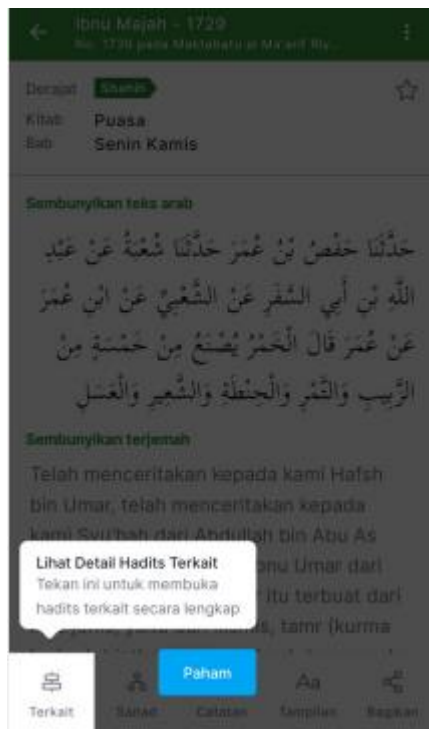 Ibnu Majah - 1729
No. 1729 pada Maktabatu al Ma'arif Riy...
Derajat Shahih
Kitab Puasa
Bab Senin Kamis
Sembunyikan teks arab
حَدَّثَنَا حَفْصُ بْنُ عُمَرَ حَدَّثَنَا شُعْبَةُ عَنْ عَبْدِ
اللَّهِ بْنِ أَبِي السَّفَرِ عَنْ الشَّعْبِيِّ عَنْ ابْنِ عُمَرَ
عَنْ عُمَرَ قَالَ الْخَمْرُ يُصْنَعُ مِنْ خَمْسَةٍ مِنْ
الزَّبِيبِ وَالتَّمْرِ وَالْحِنْطَةِ وَالشَّعِيرِ وَالْعَسَلِ
Sembunyikan terjemah
Telah menceritakan kepada kami Hafsh
bin Umar, telah menceritakan kepada
kami Syu'bah dari Abdullah bin Abu As
Ibnu Umar dari
itu terbuat dari
tamr (kurma
Lihat Detail Hadits Terkait
Tekan ini untuk membuka
hadits terkait secara lengkap
Paham
Aa
Terkait Sanad Catatan Tampilan Bagikan